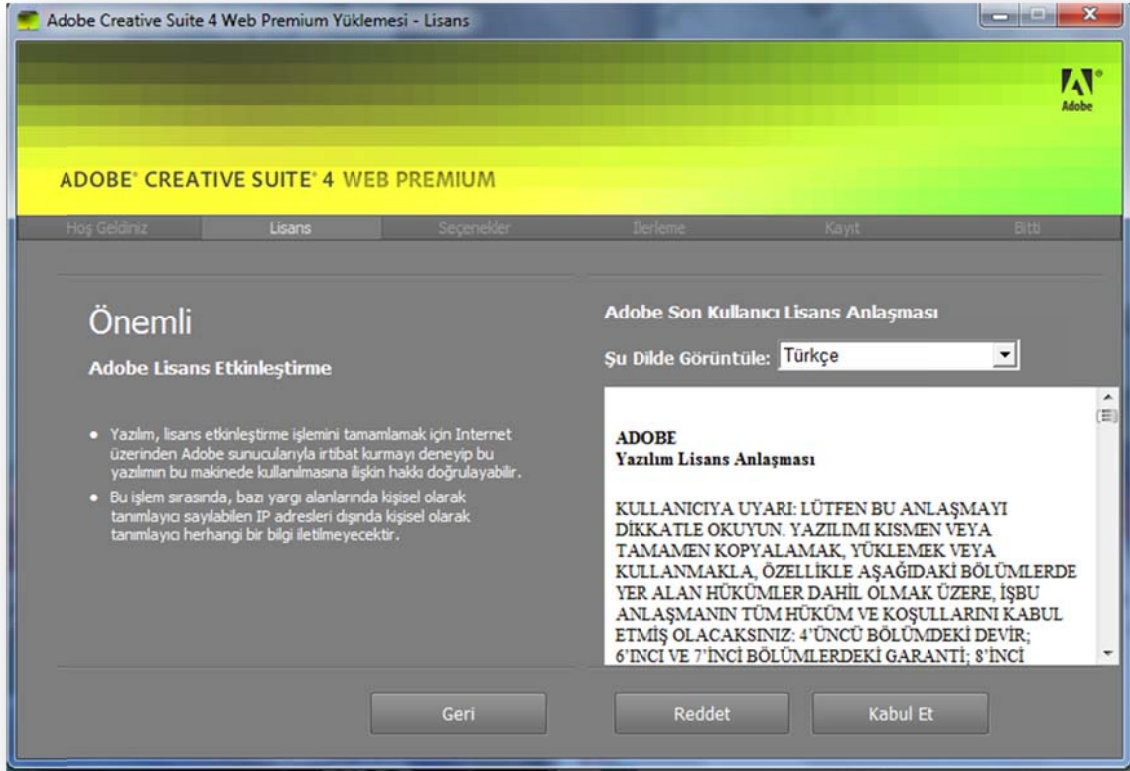 Adobe Creative Suite 4 Web Premium Yüklemesi - Lisans
Adobe
ADOBE® CREATIVE SUITE® 4 WEB PREMIUM
Hoş Geldiniz Lisans Seçenekler İlerleme Kayıt Bitti
Önemli
Adobe Lisans Etkinleştirme
• Yazılım, lisans etkinleştirme işlemini tamamlamak için Internet
üzerinden Adobe sunucularıyla irtibat kurmayı deneyip bu
yazılımın bu makinede kullanılmasına ilişkin hakkı doğrulayabilir.
• Bu işlem sırasında, bazı yargı alanlarında kişisel olarak
tanımlayıcı sayılabilen IP adresleri dışında kişisel olarak
tanımlayıcı herhangi bir bilgi iletilmeyecektir.
Adobe Son Kullanıcı Lisans Anlaşması
Şu Dilde Görüntüle: Türkçe
ADOBE
Yazılım Lisans Anlaşması
KULLANICIYA UYARI: LÜTFEN BU ANLAŞMAYI
DİKKATLE OKUYUN. YAZILIMI KISMEN VEYA
TAMAMEN KOPYALAMAK, YÜKLEMEK VEYA
KULLANMAKLA, ÖZELLİKLE AŞAĞIDAKİ BÖLÜMLERDE
YER ALAN HÜKÜMLER DAHİL OLMAK ÜZERE, İŞBU
ANLAŞMANIN TÜM HÜKÜM VE KOŞULLARINI KABUL
ETMİŞ OLACAKSINIZ: 4’ÜNCÜ BÖLÜMDEKİ DEVİR;
6’INCI VE 7’İNCİ BÖLÜMLERDEKİ GARANTİ; 8’İNCİ
Geri
Reddet
Kabul Et